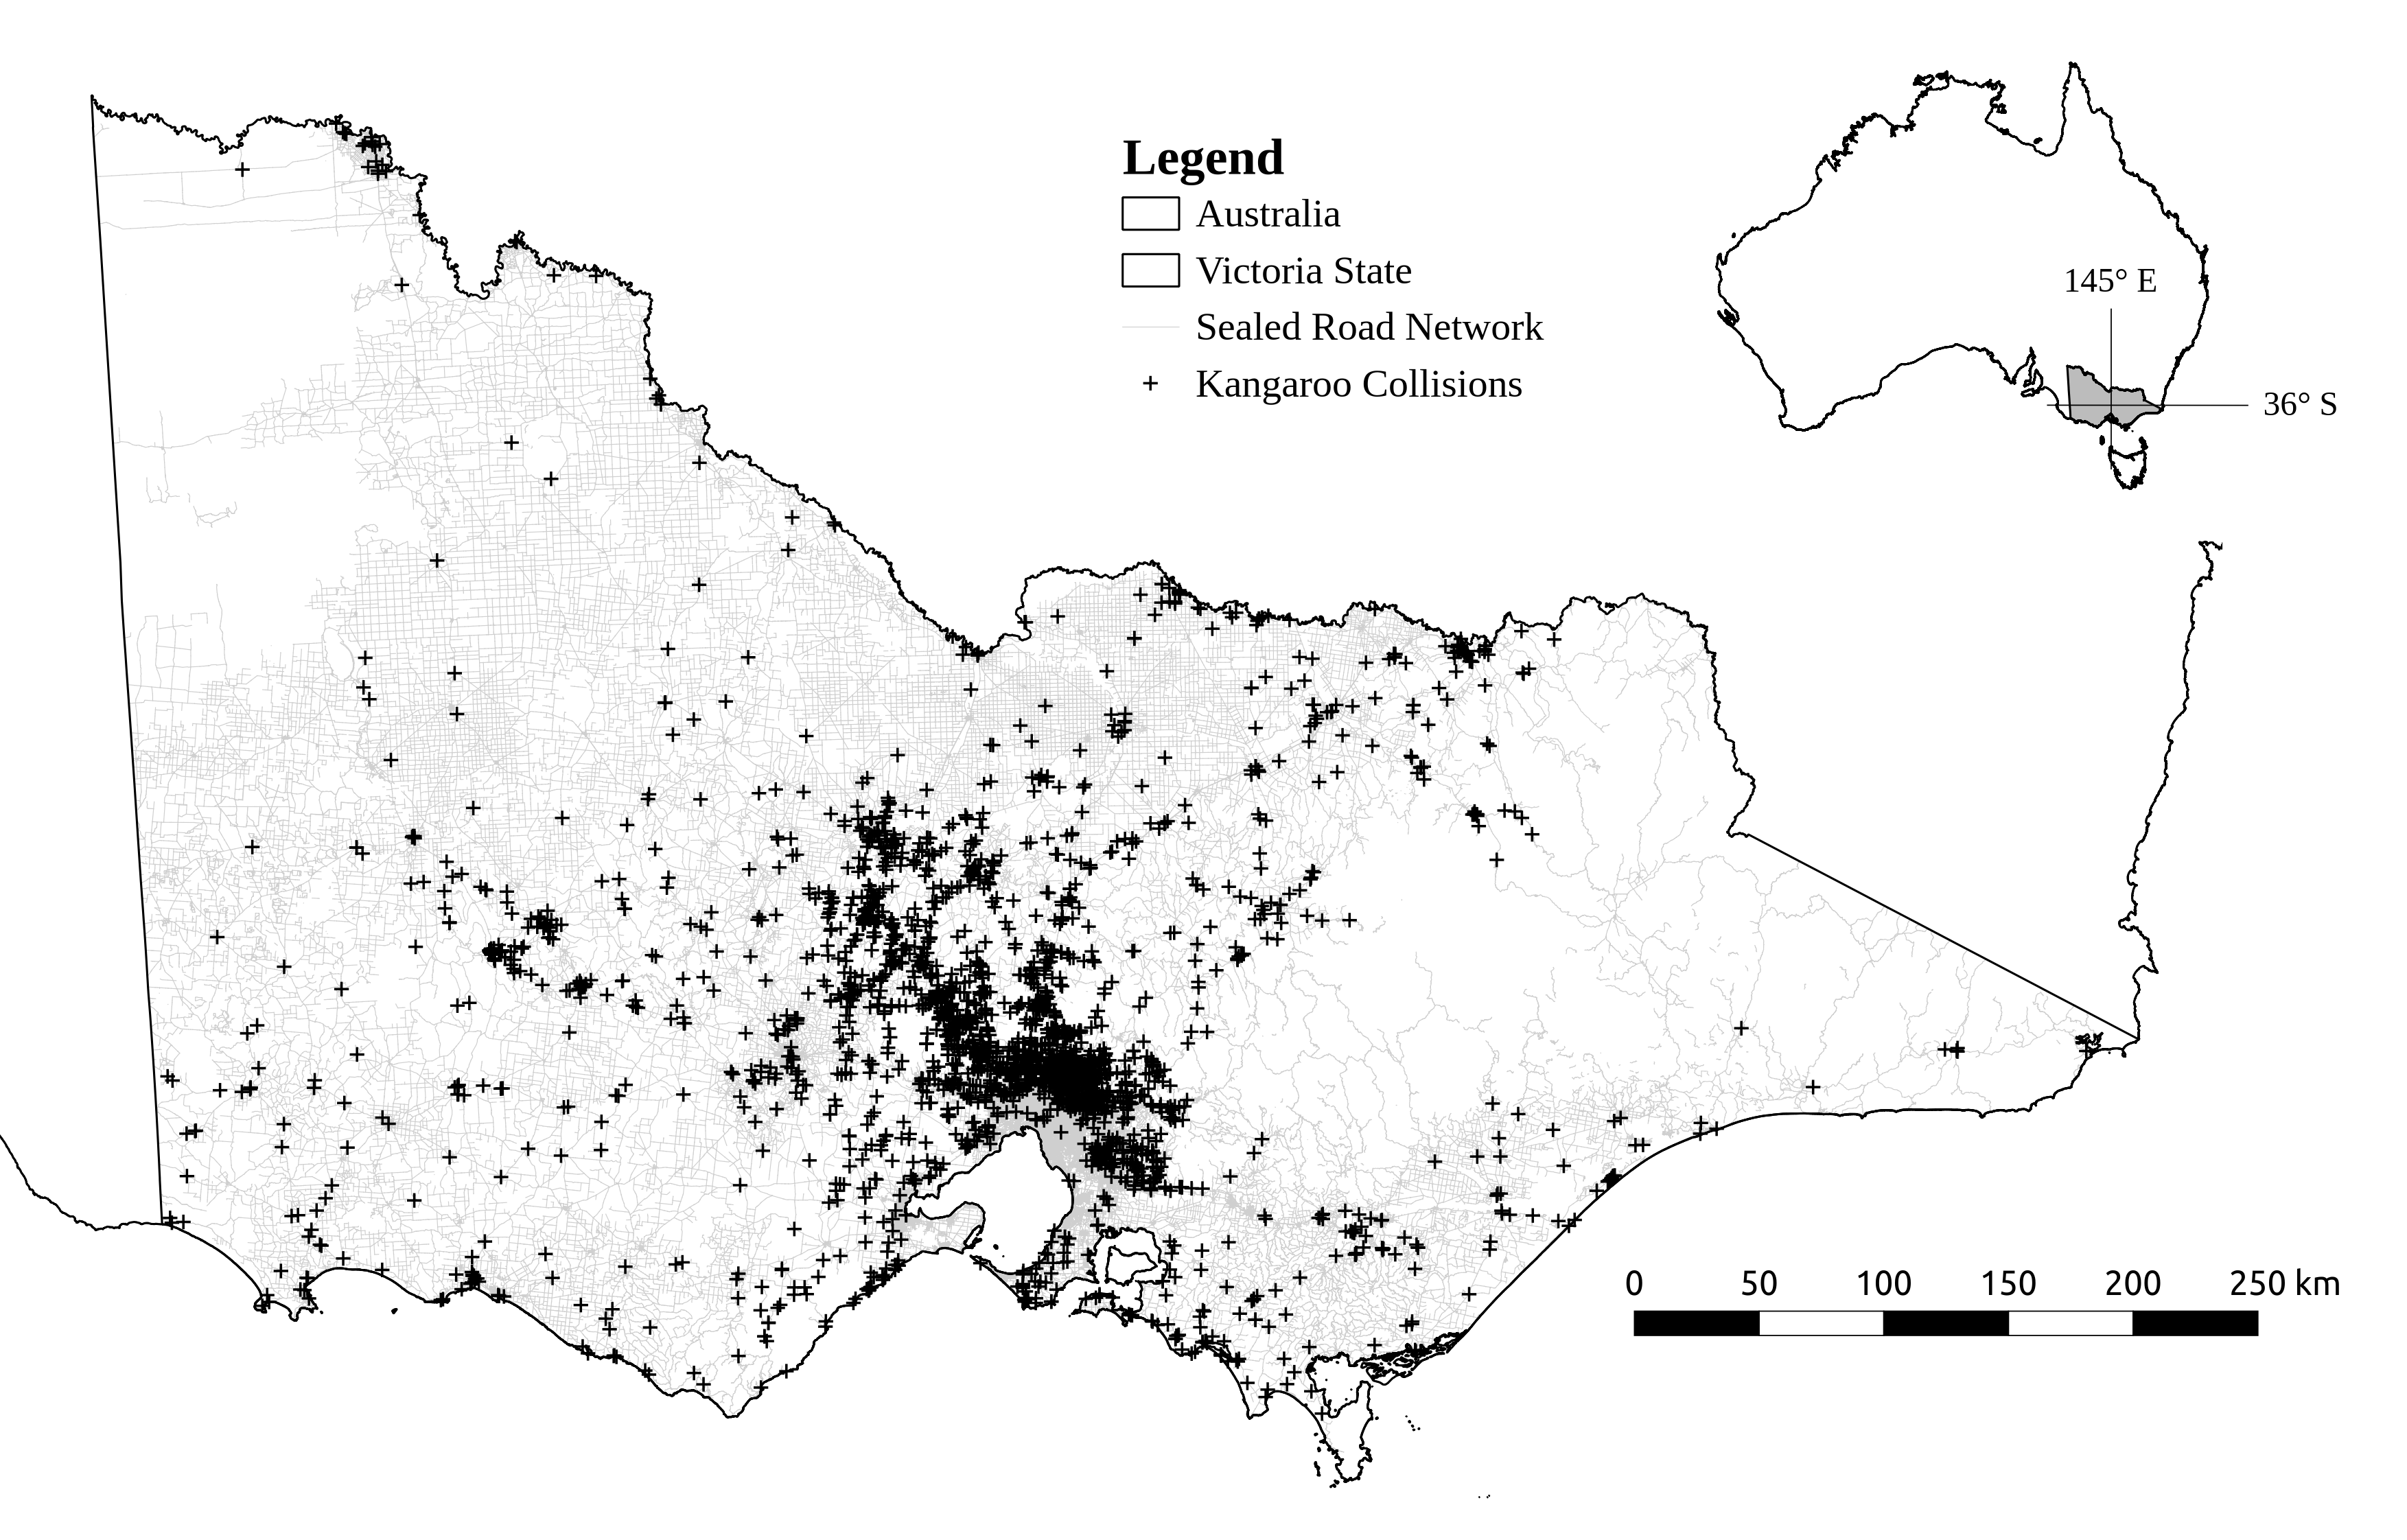 Legend
Australia
Victoria State
Sealed Road Network
Kangaroo Collisions
145° E
36° S
0 50 100 150 200 250 km